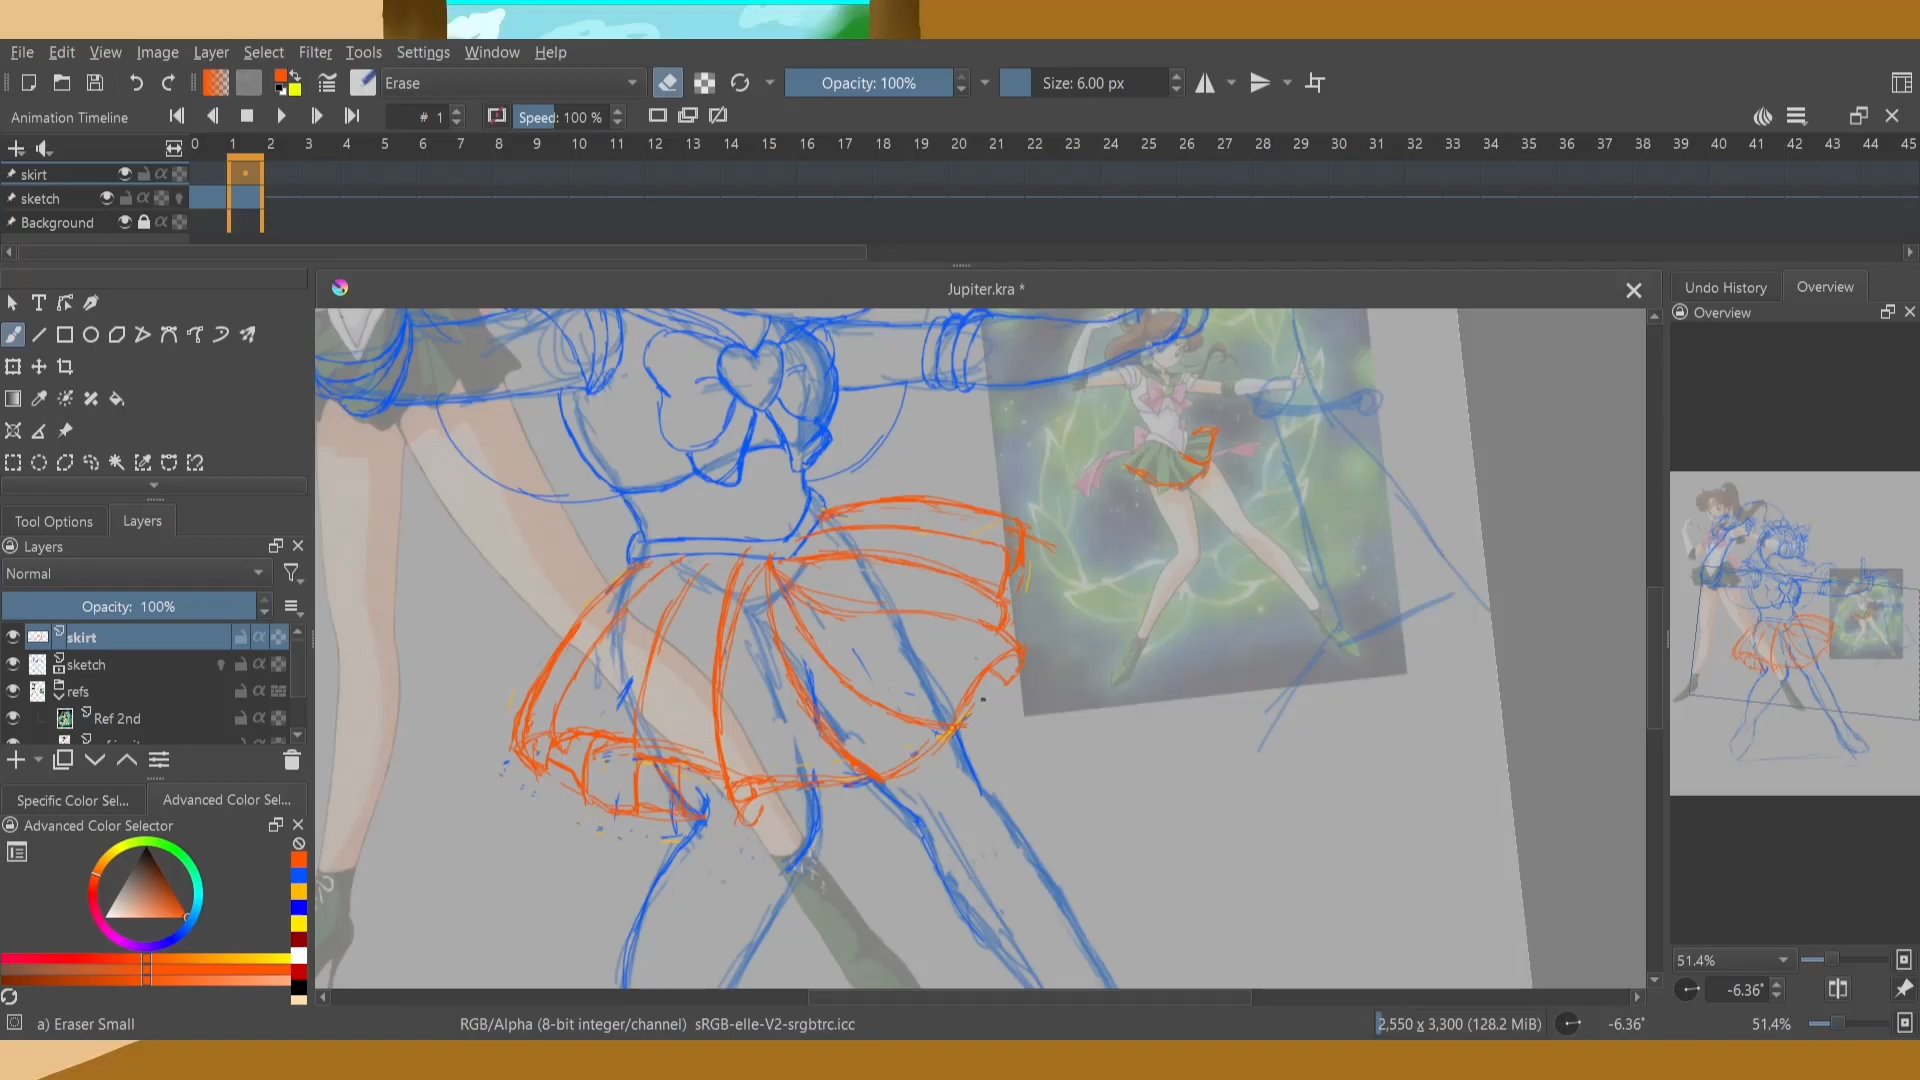 File Edit View Image Layer Select Filter Tools Settings Window Help
Erase Opacity: 100% Size: 6.00 px
Animation Timeline # 1 Speed: 100 %
0 1 2 3 4 5 6 7 8 9 10 11 12 13 14 15 16 17 18 19 20 21 22 23 24 25 26 27 28 29 30 31 32 33 34 35 36 37 38 39 40 41 42 43 44 45
skirt
sketch
Background
Jupiter.kra *
Undo History Overview
Overview
Tool Options Layers
Layers
Normal
Opacity: 100%
skirt
sketch
refs
Ref 2nd
Specific Color Sel... Advanced Color Sel...
Advanced Color Selector
51.4%
-6.36°
a) Eraser Small RGB/Alpha (8-bit integer/channel) sRGB-elle-V2-srgbtrc.icc 2,550 x 3,300 (128.2 MiB) -6.36° 51.4%